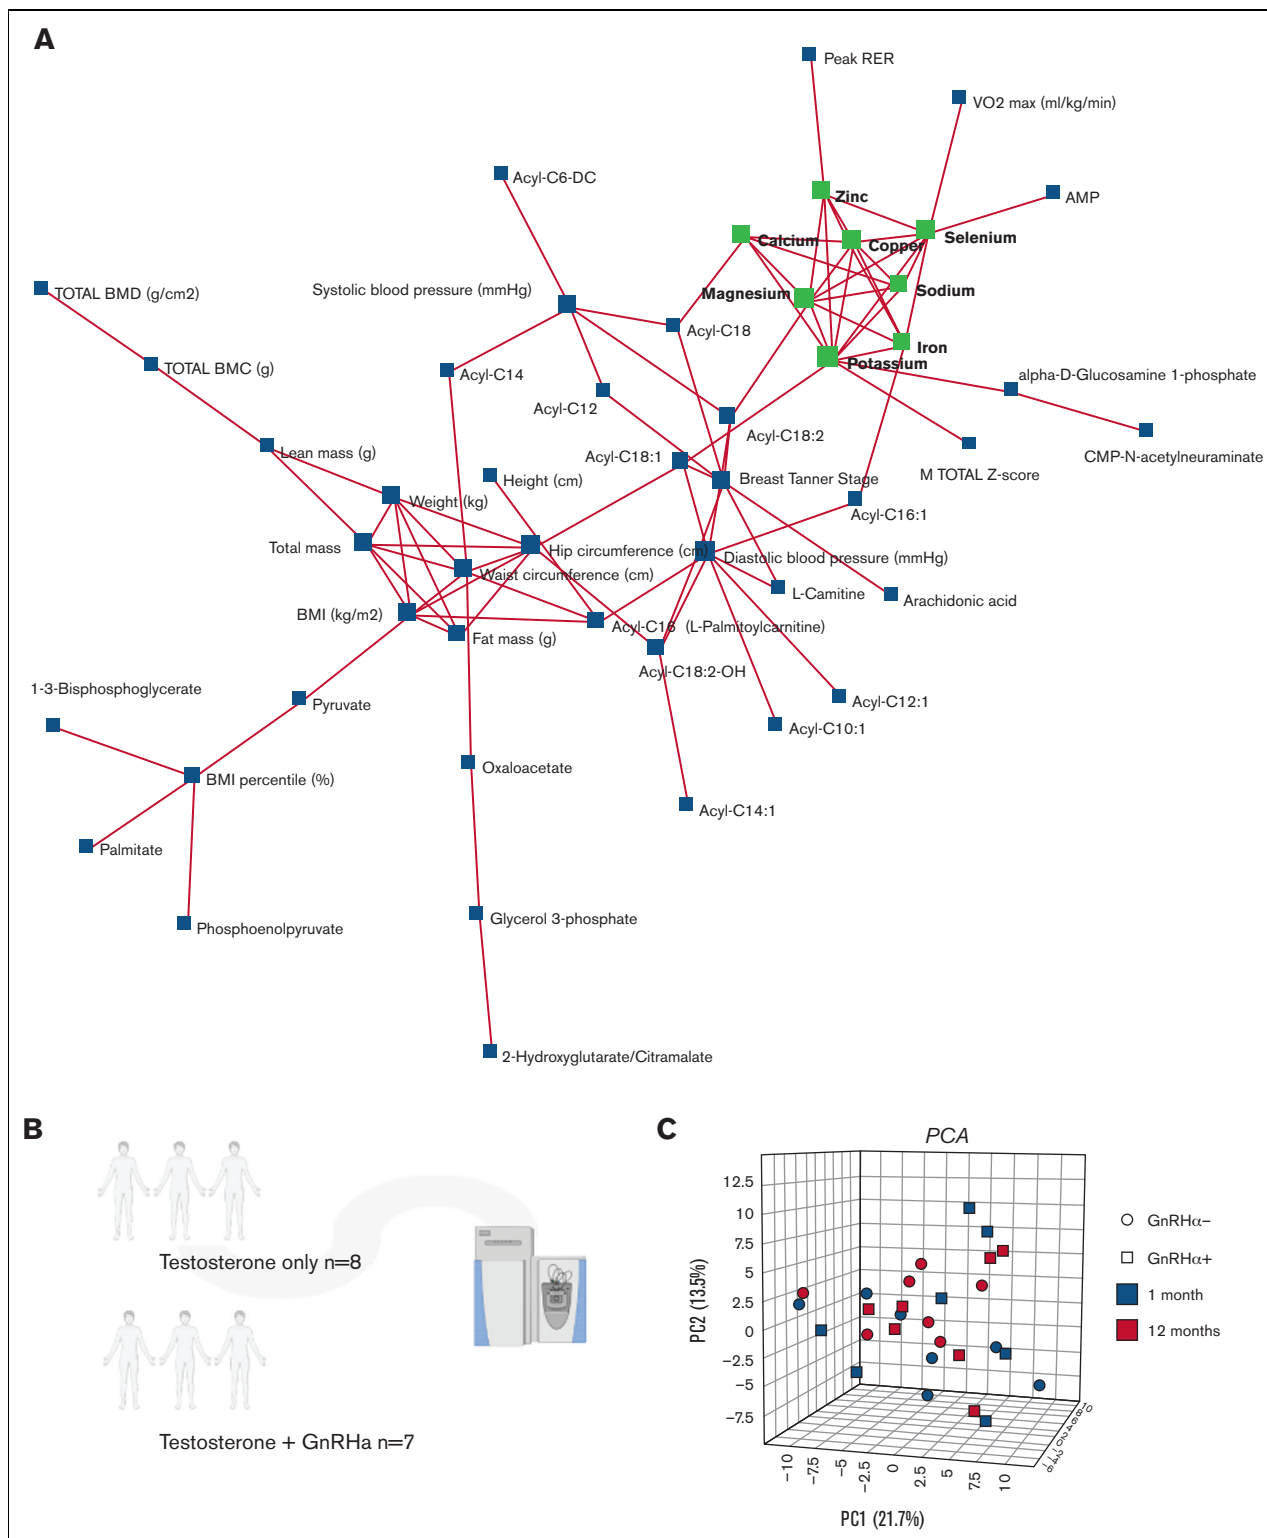 A
Peak RER
VO2 max (ml/kg/min)
Acyl-C6-DC
Zinc
AMP
Calcium
Copper
Selenium
TOTAL BMD (g/cm2)
Systolic blood pressure (mmHg)
Magnesium
Sodium
Acyl-C18
Iron
TOTAL BMC (g)
Acyl-C14
Potassium
alpha-D-Glucosamine 1-phosphate
Acyl-C12
Acyl-C18:2
Lean mass (g)
Acyl-C18:1
CMP-N-acetylneuraminate
Height (cm)
Breast Tanner Stage
M TOTAL Z-score
Weight (kg)
Acyl-C16:1
Total mass
Hip circumference (cm)
Diastolic blood pressure (mmHg)
Waist circumference (cm)
L-Carnitine
Arachidonic acid
BMI (kg/m2)
Acyl-C16 (L-Palmitoylcarnitine)
Fat mass (g)
Acyl-C18:2-OH
1-3-Bisphosphoglycerate
Pyruvate
Acyl-C12:1
Acyl-C10:1
Oxaloacetate
BMI percentile (%)
Acyl-C14:1
Palmitate
Glycerol 3-phosphate
Phosphoenolpyruvate
2-Hydroxyglutarate/Citramalate
B
Testosterone only n=8
Testosterone + GnRHa n=7
C
PCA
PC2 (13.5%)
12.5
10
7.5
5
2.5
0
−2.5
−5
−7.5
−10
−7.5
−5
−2.5
0
2.5
5
7.5
10
PC1 (21.7%)
GnRHα−
GnRHα+
1 month
12 months